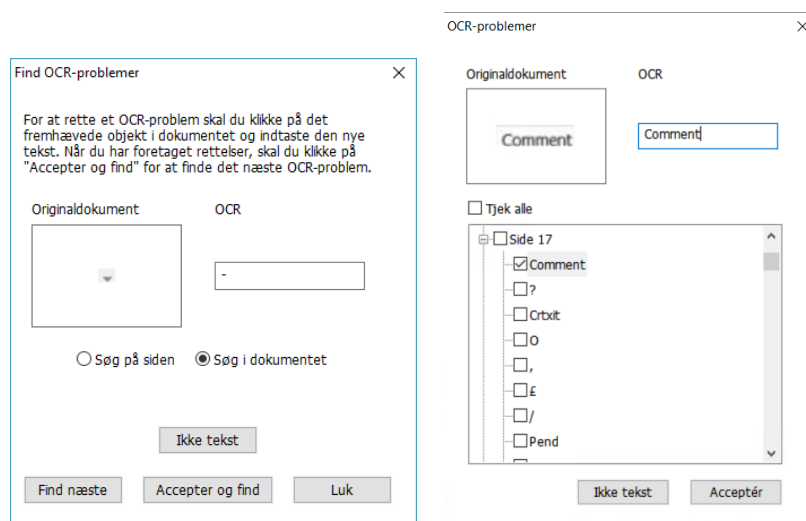 Find OCR-problemer
For at rette et OCR-problem skal du klikke på det
fremhævede objekt i dokumentet og indtaste den nye
tekst. Når du har foretaget rettelser, skal du klikke på
"Accepter og find" for at finde det næste OCR-problem.
Originaldokument OCR
-
Søg på siden Søg i dokumentet
Ikke tekst
Find næste Accepter og find Luk
OCR-problemer
Originaldokument OCR
Comment Comment
Tjek alle
Side 17
Comment
?
Crtxit
O
,
£
/
Pend
Ikke tekst Acceptér